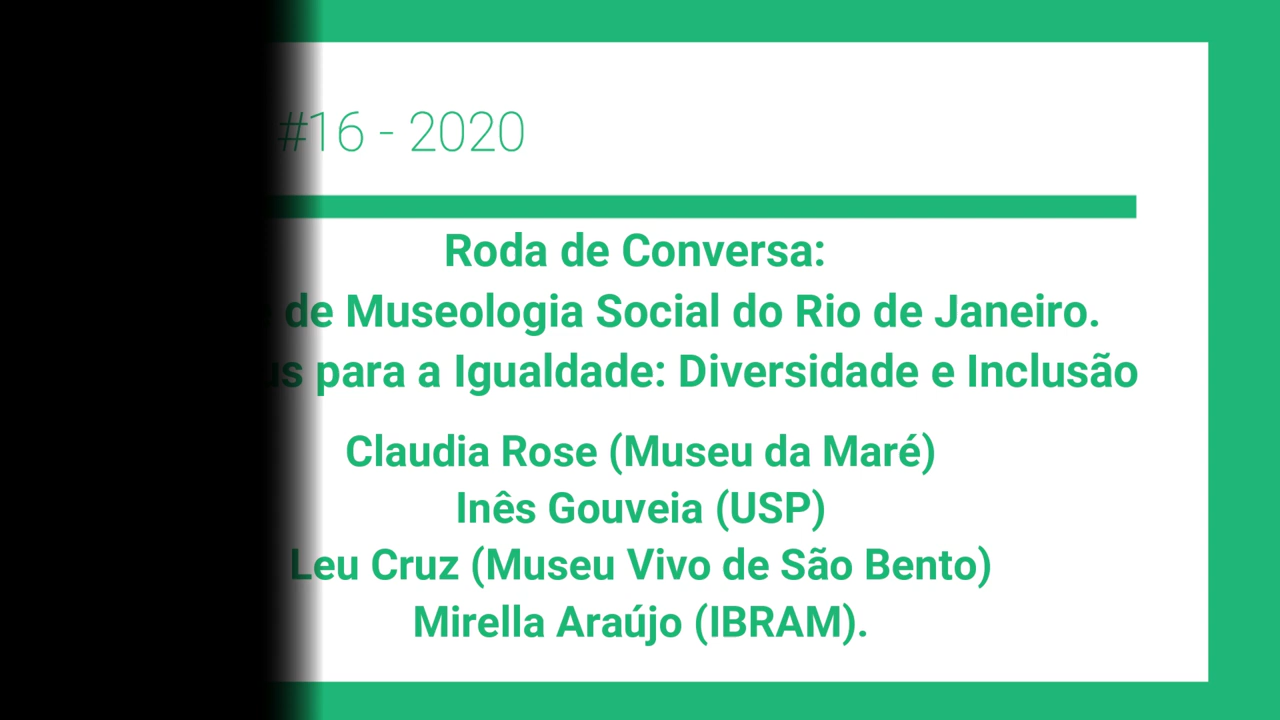 #16 - 2020
Roda de Conversa:
de Museologia Social do Rio de Janeiro.
para a Igualdade: Diversidade e Inclusão
Claudia Rose (Museu da Maré)
Inês Gouveia (USP)
Leu Cruz (Museu Vivo de São Bento)
Mirella Araújo (IBRAM).